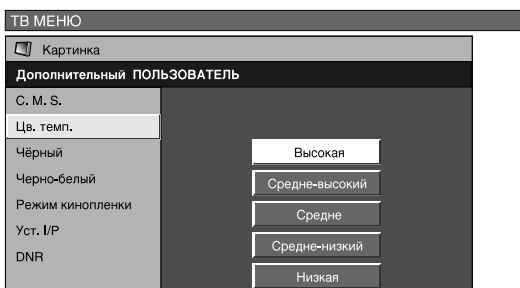 ТВ МЕНЮ
Картинка
Дополнительный ПОЛЬЗОВАТЕЛЬ
C. M. S.
Цв. темп.
Чёрный
Черно-белый
Режим кинопленки
Уст. I/P
DNR
Высокая
Средне-высокий
Средне
Средне-низкий
Низкая